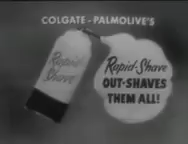 COLGATE - PALMOLIVE'S
Rapid-
Shave
Rapid-Shave
OUT-SHAVES
THEM ALL!